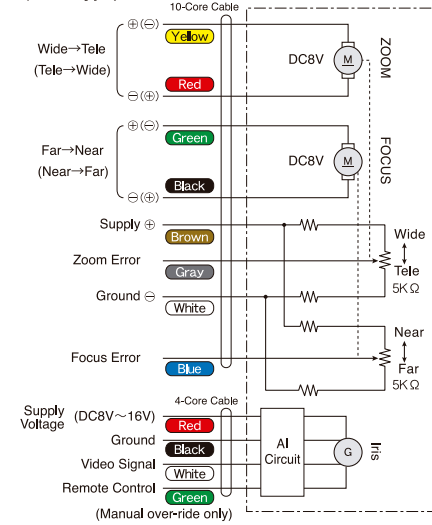 10-Core Cable
⊕(⊖)
Yellow
Wide→Tele
(Tele→Wide)
DC8V
M
ZOOM
Red
⊖(⊕)
⊕(⊖)
Green
Far→Near
(Near→Far)
DC8V
M
FOCUS
Black
⊖(⊕)
Supply ⊕
Brown
Wide
Zoom Error
Gray
Tele
5KΩ
Ground ⊖
White
Near
Focus Error
Blue
Far
5KΩ
4-Core Cable
Supply Voltage (DC8V～16V)
Red
Ground
Black
AI
Circuit
G
Iris
Video Signal
White
Remote Control
Green
(Manual over-ride only)